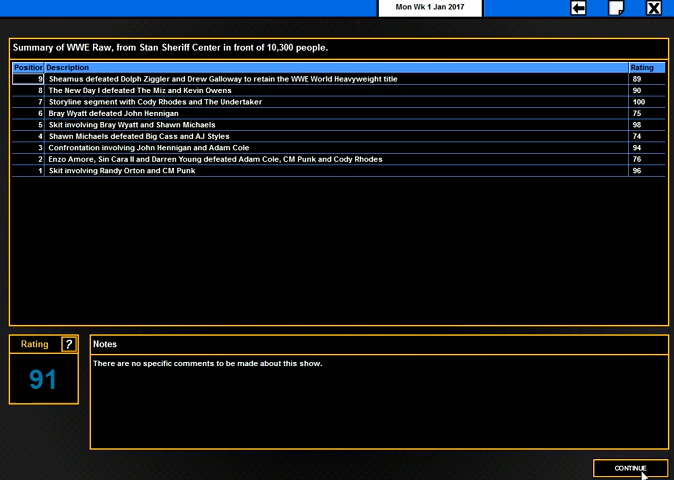 Mon Wk 1 Jan 2017
Summary of WWE Raw, from Stan Sheriff Center in front of 10,300 people.
Position Description Rating
9 Sheamus defeated Dolph Ziggler and Drew Galloway to retain the WWE World Heavyweight title 89
8 The New Day I defeated The Miz and Kevin Owens 90
7 Storyline segment with Cody Rhodes and The Undertaker 100
6 Bray Wyatt defeated John Hennigan 75
5 Skit involving Bray Wyatt and Shawn Michaels 98
4 Shawn Michaels defeated Big Cass and AJ Styles 74
3 Confrontation involving John Hennigan and Adam Cole 94
2 Enzo Amore, Sin Cara II and Darren Young defeated Adam Cole, CM Punk and Cody Rhodes 76
1 Skit involving Randy Orton and CM Punk 96
Rating ? Notes
91
There are no specific comments to be made about this show.
CONTINUE